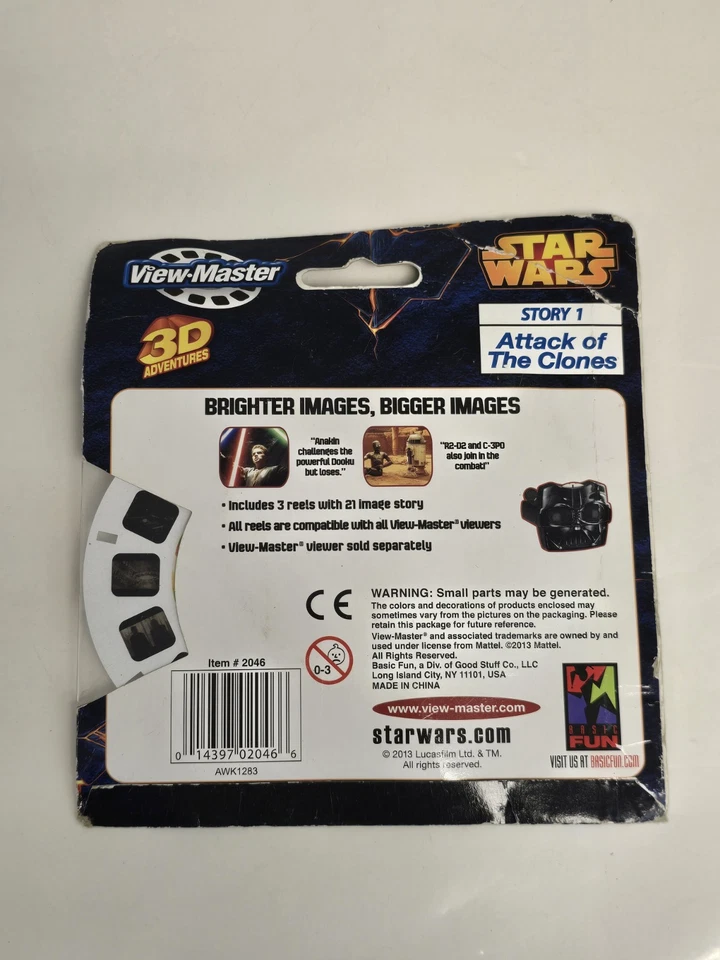 View-Master
STAR
WARS
3D
ADVENTURES
STORY 1
Attack of
The Clones
BRIGHTER IMAGES, BIGGER IMAGES
"Anakin
challenges the
powerful Dooku
but loses."
"R2-D2 and C-3PO
also join in the
combat!"
• Includes 3 reels with 21 image story
• All reels are compatible with all View-Master® viewers
• View-Master® viewer sold separately
CE
WARNING: Small parts may be generated.
The colors and decorations of products enclosed may
sometimes vary from the pictures on the packaging. Please
retain this package for future reference.
View-Master® and associated trademarks are owned by and
used under license from Mattel. ©2013 Mattel.
All Rights Reserved.
Basic Fun, a Div. of Good Stuff Co., LLC
Long Island City, NY 11101, USA
MADE IN CHINA
0-3
Item # 2046
0 14397 02046 6
AWK1283
www.view-master.com
starwars.com
© 2013 Lucasfilm Ltd. & TM.
All rights reserved.
BASIC
FUN
VISIT US AT BASICFUN.COM